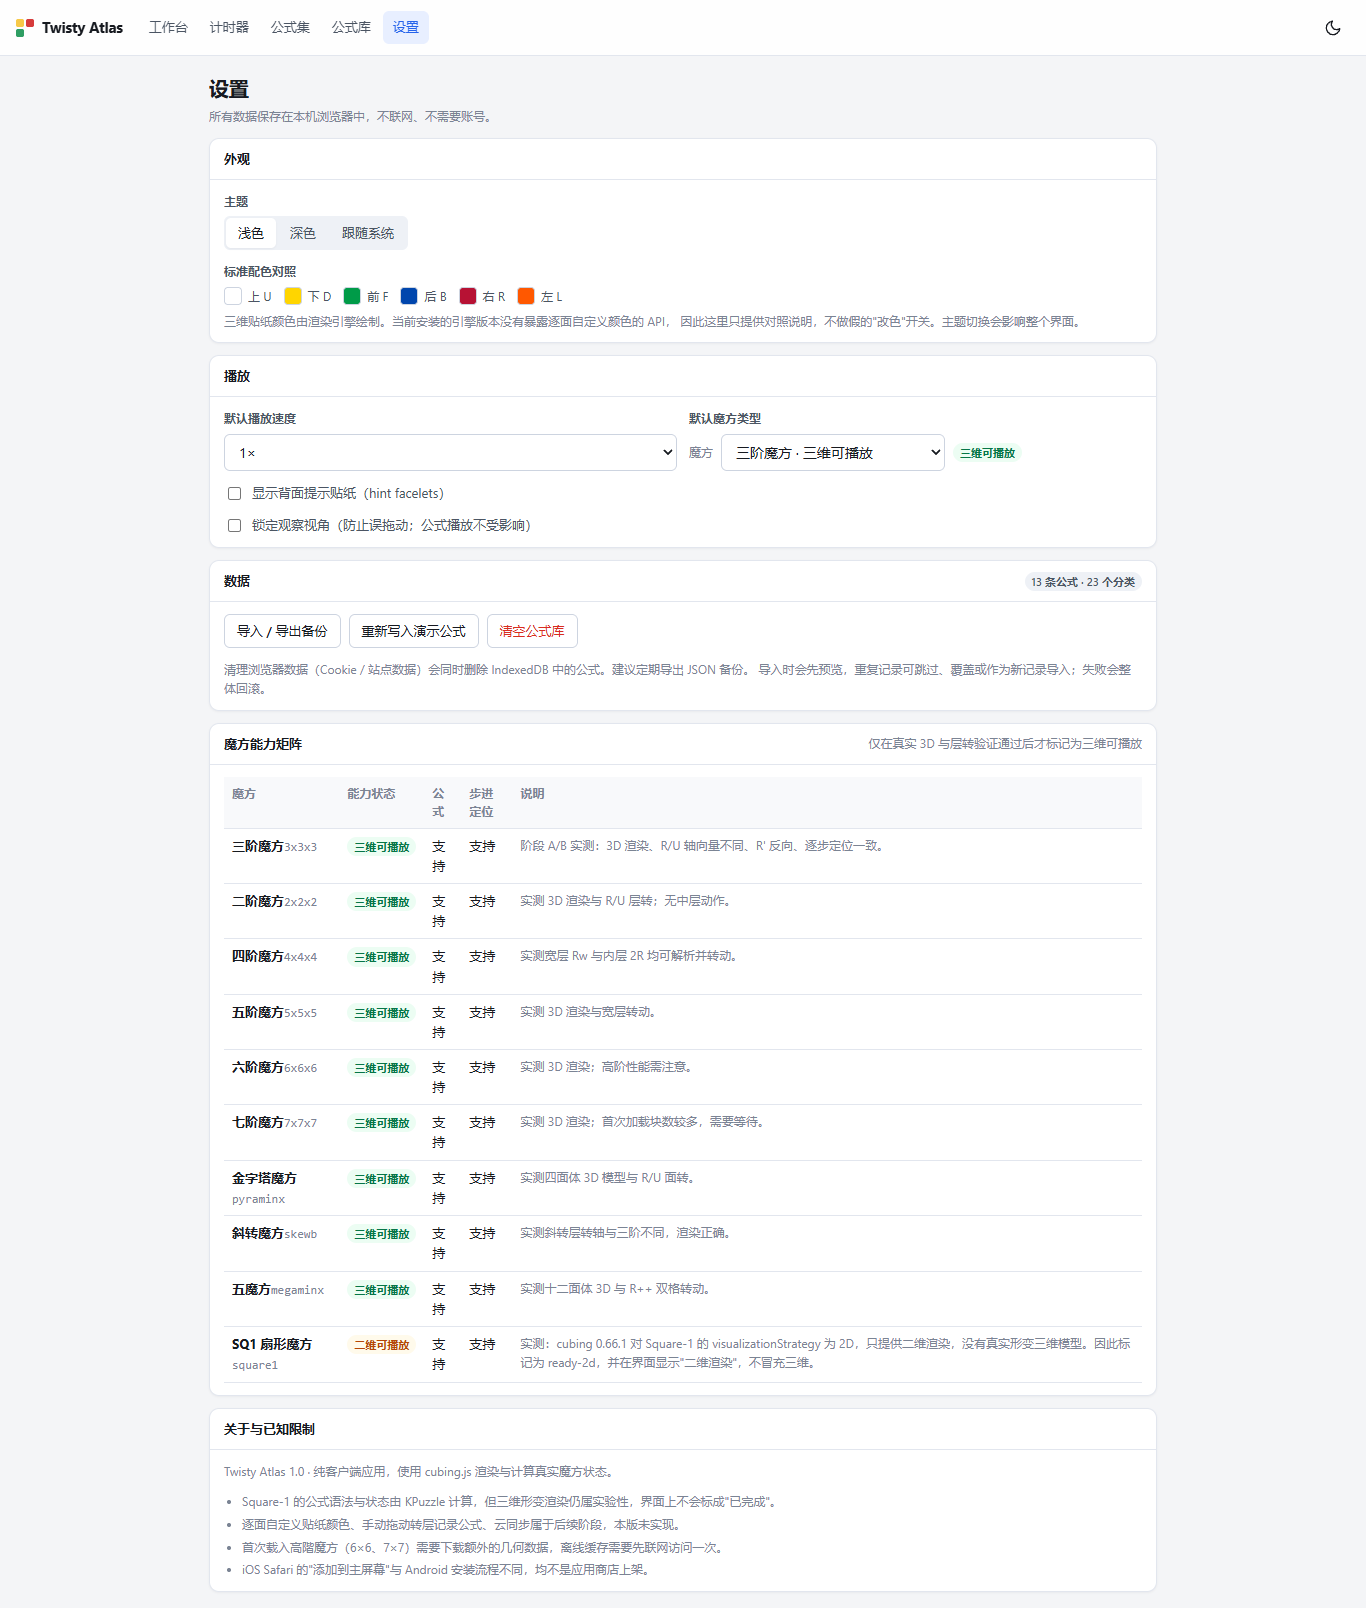 Twisty Atlas 工作台 计时器 公式集 公式库 设置
设置
所有数据保存在本机浏览器中，不联网、不需要账号。
外观
主题
浅色 深色 跟随系统
标准配色对照
上 U 下 D 前 F 后 B 右 R 左 L
三维贴纸颜色由渲染引擎绘制。当前安装的引擎版本没有暴露逐面自定义颜色的 API， 因此这里只提供对照说明，不做假的"改色"开关。主题切换会影响整个界面。
播放
默认播放速度 默认魔方类型
1× 魔方 三阶魔方 · 三维可播放 三维可播放
显示背面提示贴纸（hint facelets）
锁定观察视角（防止误拖动；公式播放不受影响）
数据 13 条公式 · 23 个分类
导入 / 导出备份 重新写入演示公式 清空公式库
清理浏览器数据（Cookie / 站点数据）会同时删除 IndexedDB 中的公式。建议定期导出 JSON 备份。 导入时会先预览，重复记录可跳过、覆盖或作为新记录导入；失败会整
体回滚。
魔方能力矩阵 仅在真实 3D 与层转验证通过后才标记为三维可播放
魔方 能力状态 公 步进 说明
式 定位
三阶魔方3x3x3 三维可播放 支 支持 阶段 A/B 实测：3D 渲染、R/U 轴向量不同、R' 反向、逐步定位一致。
持
二阶魔方2x2x2 三维可播放 支 支持 实测 3D 渲染与 R/U 层转；无中层动作。
持
四阶魔方4x4x4 三维可播放 支 支持 实测宽层 Rw 与内层 2R 均可解析并转动。
持
五阶魔方5x5x5 三维可播放 支 支持 实测 3D 渲染与宽层转动。
持
六阶魔方6x6x6 三维可播放 支 支持 实测 3D 渲染；高阶性能需注意。
持
七阶魔方7x7x7 三维可播放 支 支持 实测 3D 渲染；首次加载块数较多，需要等待。
持
金字塔魔方 三维可播放 支 支持 实测四面体 3D 模型与 R/U 面转。
pyraminx 持
斜转魔方skewb 三维可播放 支 支持 实测斜转层转轴与三阶不同，渲染正确。
持
五魔方megaminx 三维可播放 支 支持 实测十二面体 3D 与 R++ 双格转动。
持
SQ1 扇形魔方 二维可播放 支 支持 实测：cubing 0.66.1 对 Square-1 的 visualizationStrategy 为 2D，只提供二维渲染，没有真实形变三维模型。因此标
square1 持 记为 ready-2d，并在界面显示"二维渲染"，不冒充三维。
关于与已知限制
Twisty Atlas 1.0 · 纯客户端应用，使用 cubing.js 渲染与计算真实魔方状态。
• Square-1 的公式语法与状态由 KPuzzle 计算，但三维形变渲染仍属实验性，界面上不会标成"已完成"。
• 逐面自定义贴纸颜色、手动拖动转层记录公式、云同步属于后续阶段，本版未实现。
• 首次载入高階魔方（6×6、7×7）需要下载额外的几何数据，离线缓存需要先联网访问一次。
• iOS Safari 的"添加到主屏幕"与 Android 安装流程不同，均不是应用商店上架。